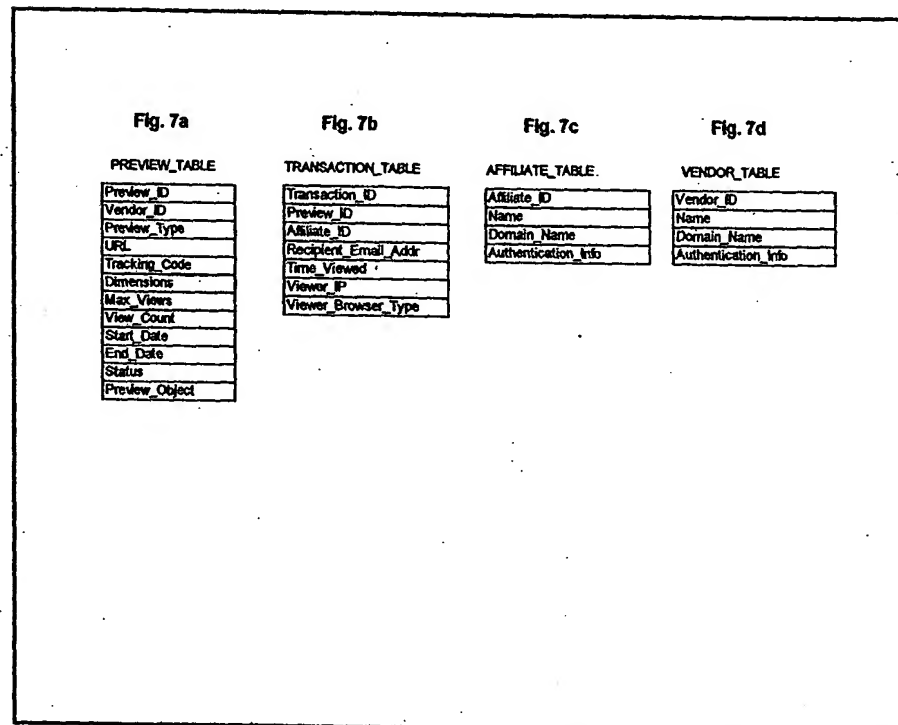 Fig. 7a
PREVIEW_TABLE
Preview_ID
Vendor_ID
Preview_Type
URL
Tracking_Code
Dimensions
Max_Views
View_Count
Start_Date
End_Date
Status
Preview_Object
Fig. 7b
TRANSACTION_TABLE
Transaction_ID
Preview_ID
Affiliate_ID
Recipient_Email_Addr
Time_Viewed
Viewer_IP
Viewer_Browser_Type
Fig. 7c
AFFILIATE_TABLE
Affiliate_ID
Name
Domain_Name
Authentication_Info
Fig. 7d
VENDOR_TABLE
Vendor_ID
Name
Domain_Name
Authentication_Info